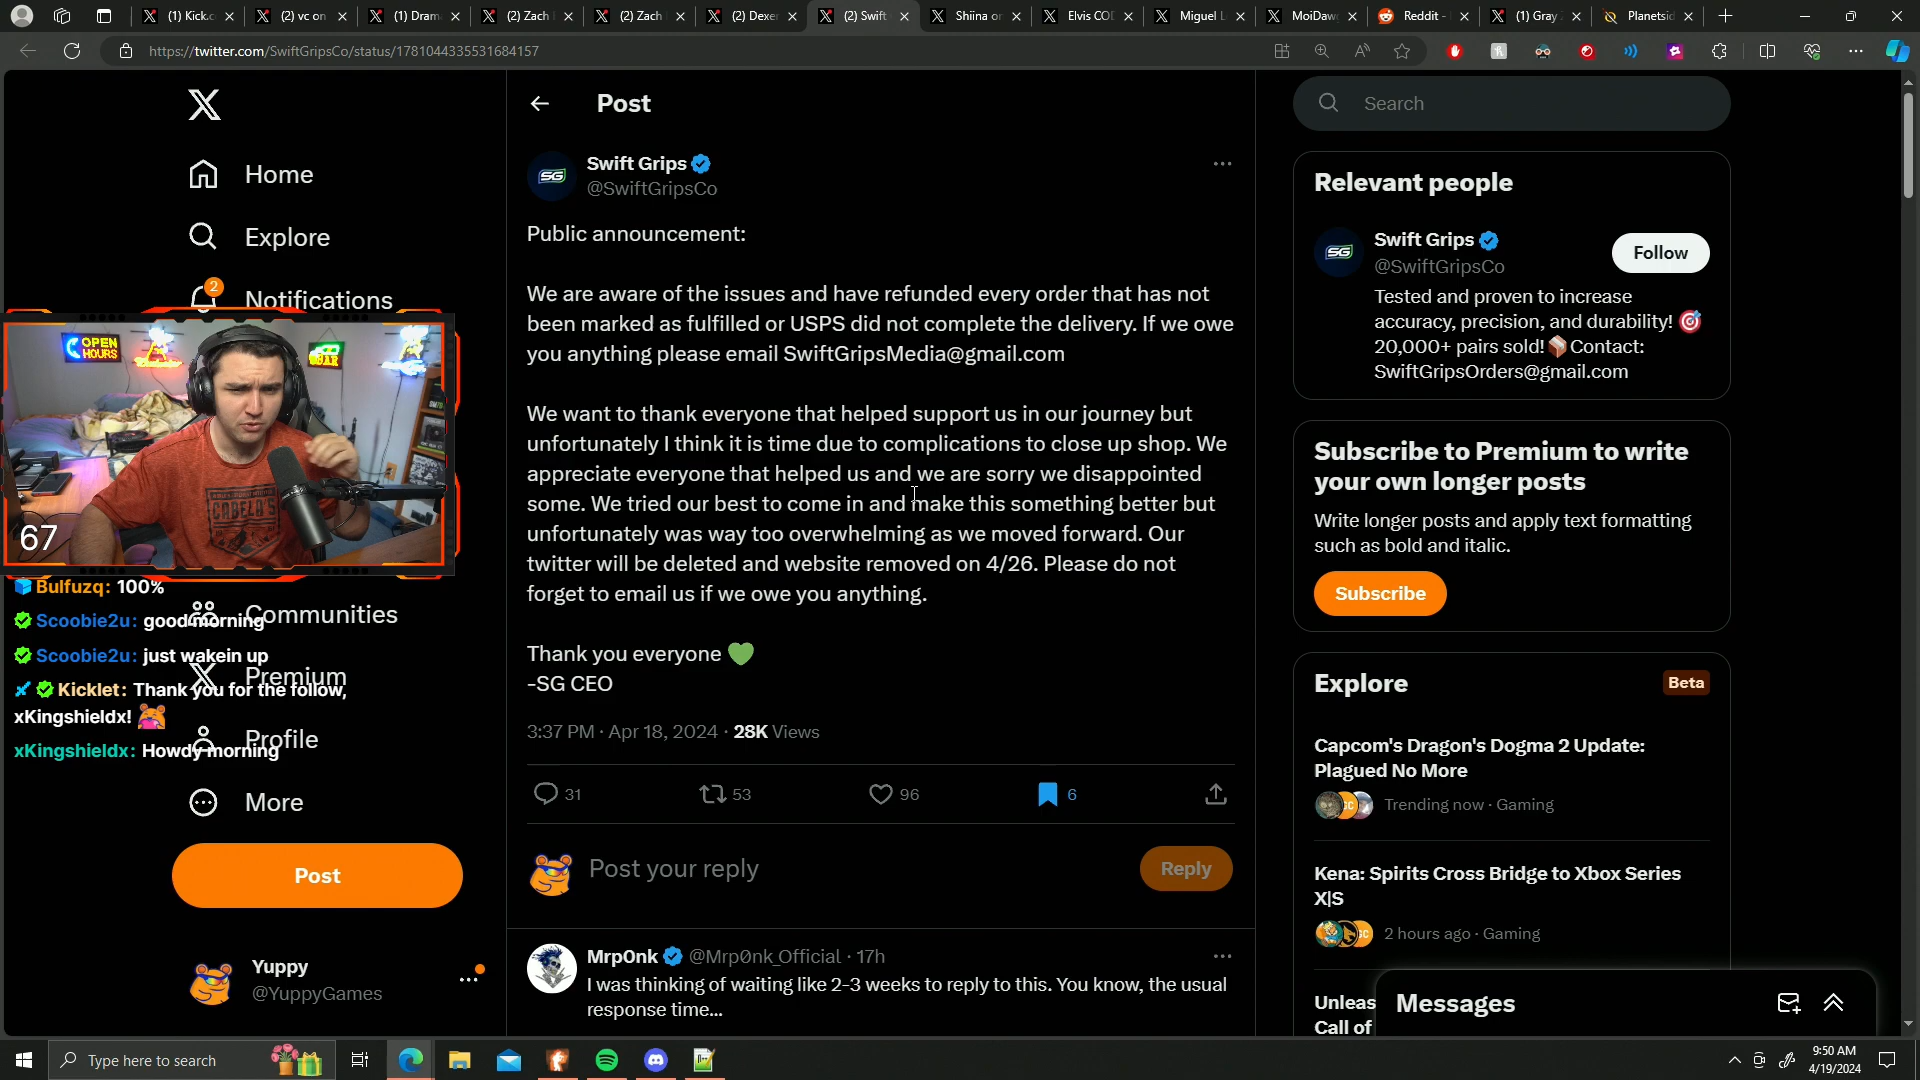 (1) Kick.c
(2) vc on
(1) Dram
(2) Zach
(2) Zach
(2) Dexer
(2) Swift
Shiina or
Elvis COD
Miguel L
MoiDaw
Reddit -
(1) Gray
Planetsid
https://twitter.com/SwiftGripsCo/status/1781044335531684157
Home
Explore
2
Notifications
Communities
Premium
Profile
More
Post
Yuppy
@YuppyGames
OPEN
HOURS
BAR
CABELA'S
67
Bulfuzq: 100%
Scoobie2u: good morning
Scoobie2u: just wakein up
Kicklet: Thank you for the follow,
xKingshieldx!
xKingshieldx: Howdy morning
Post
SG
Swift Grips
@SwiftGripsCo
Public announcement:
We are aware of the issues and have refunded every order that has not
been marked as fulfilled or USPS did not complete the delivery. If we owe
you anything please email SwiftGripsMedia@gmail.com
We want to thank everyone that helped support us in our journey but
unfortunately I think it is time due to complications to close up shop. We
appreciate everyone that helped us and we are sorry we disappointed
some. We tried our best to come in and make this something better but
unfortunately was way too overwhelming as we moved forward. Our
twitter will be deleted and website removed on 4/26. Please do not
forget to email us if we owe you anything.
Thank you everyone
-SG CEO
3:37 PM · Apr 18, 2024 · 28K Views
31
53
96
6
Post your reply
Reply
MrpOnk @Mrp0nk_Official · 17h
I was thinking of waiting like 2-3 weeks to reply to this. You know, the usual
response time...
Search
Relevant people
SG
Swift Grips
@SwiftGripsCo
Follow
Tested and proven to increase
accuracy, precision, and durability!
20,000+ pairs sold! Contact:
SwiftGripsOrders@gmail.com
Subscribe to Premium to write
your own longer posts
Write longer posts and apply text formatting
such as bold and italic.
Subscribe
Explore
Beta
Capcom's Dragon's Dogma 2 Update:
Plagued No More
Trending now · Gaming
Kena: Spirits Cross Bridge to Xbox Series
X|S
2 hours ago · Gaming
Unleas
Call of
Messages
Type here to search
9:50 AM
4/19/2024